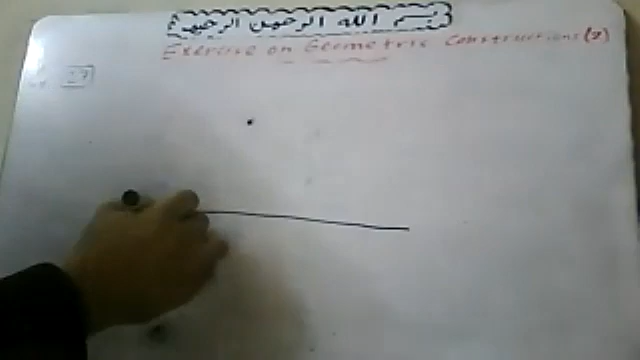 بسم الله الرحمن الرحيم
Exercise on Geometric Constructions (2)
27